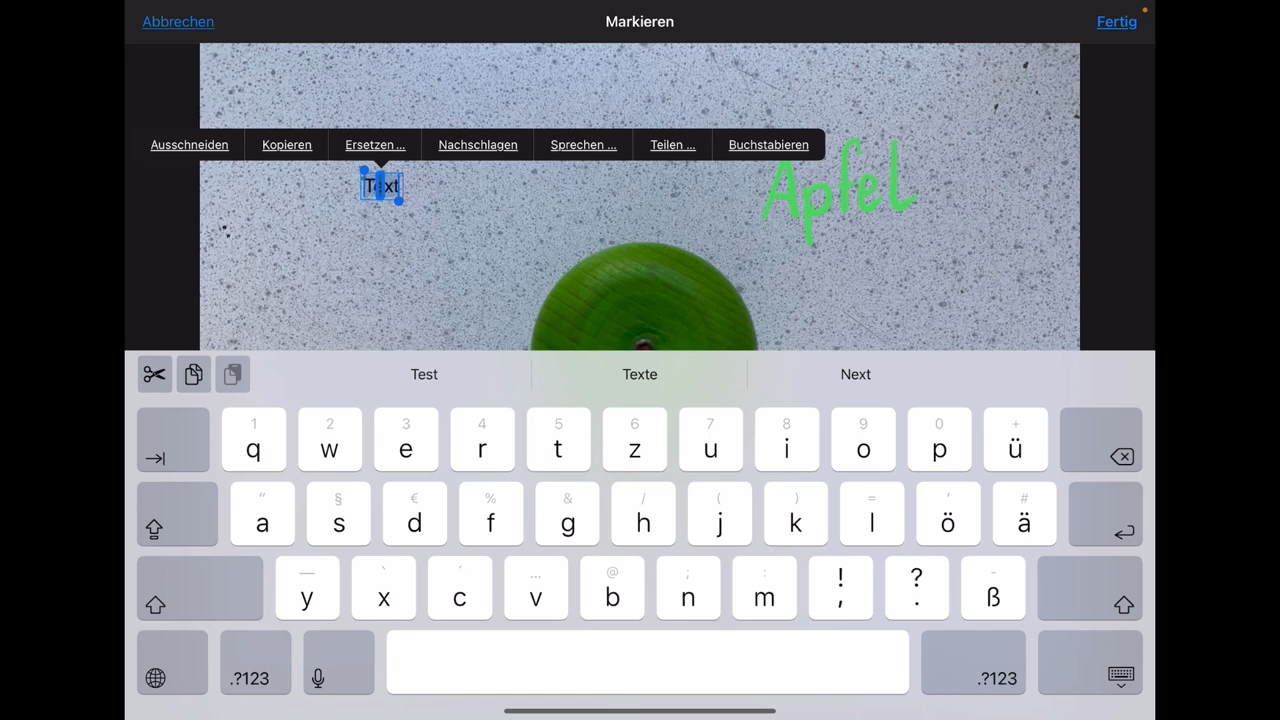 Abbrechen Markieren Fertig
Ausschneiden Kopieren Ersetzen ... Nachschlagen Sprechen ... Teilen ... Buchstabieren
Text
Apfel
Test Texte Next
1 2 3 4 5 6 7 8 9 0 +
q w e r t z u i o p ü
" § € % & / ( ) = ' #
a s d f g h j k l ö ä
— ` ´ ... @ ; : ! ? -
y x c v b n m , . ß
.?123 .?123